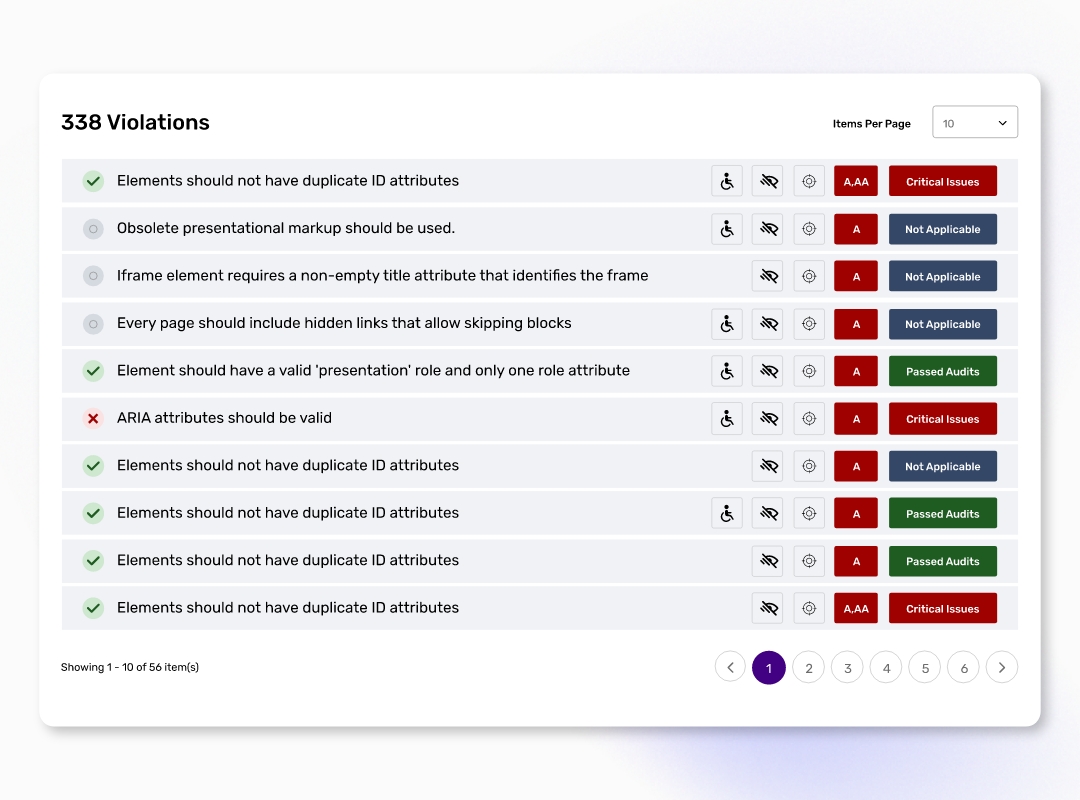 338 Violations
Items Per Page 10
Elements should not have duplicate ID attributes A,AA Critical Issues
Obsolete presentational markup should be used. A Not Applicable
Iframe element requires a non-empty title attribute that identifies the frame A Not Applicable
Every page should include hidden links that allow skipping blocks A Not Applicable
Element should have a valid 'presentation' role and only one role attribute A Passed Audits
ARIA attributes should be valid A Critical Issues
Elements should not have duplicate ID attributes A Not Applicable
Elements should not have duplicate ID attributes A Passed Audits
Elements should not have duplicate ID attributes A Passed Audits
Elements should not have duplicate ID attributes A,AA Critical Issues
Showing 1 - 10 of 56 item(s) 1 2 3 4 5 6